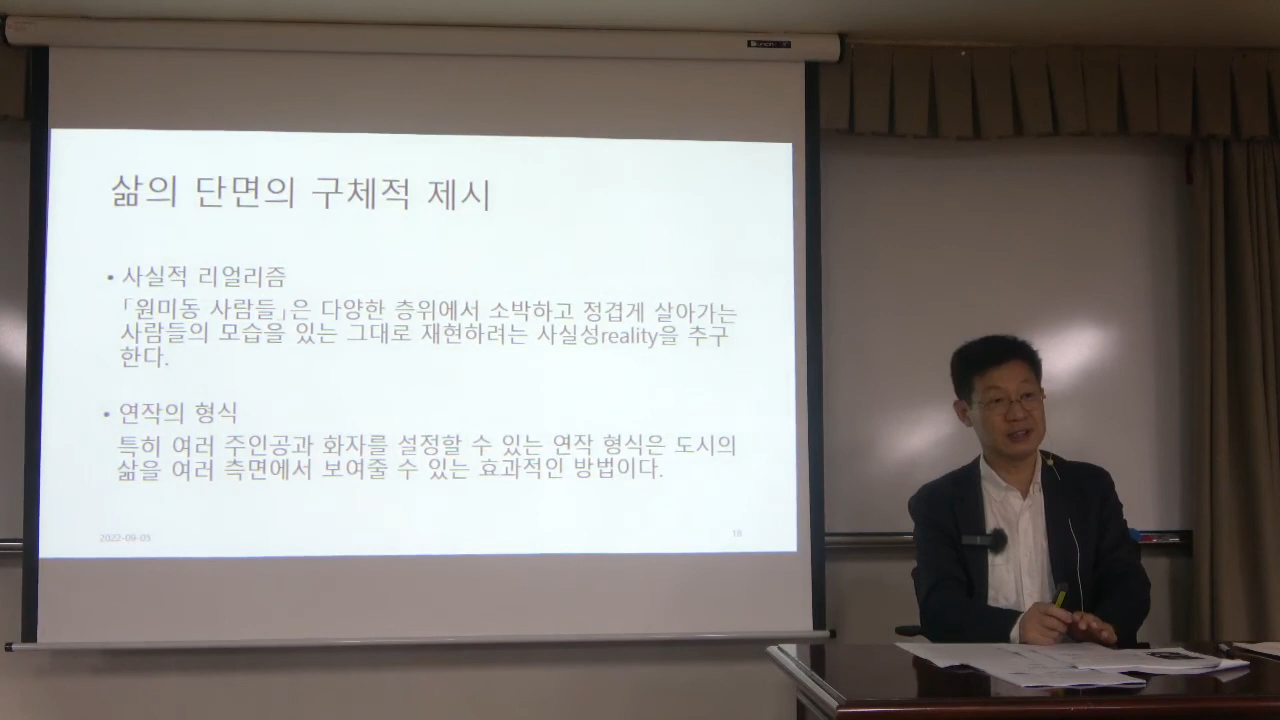 삶의 단면의 구체적 제시
• 사실적 리얼리즘
「원미동 사람들」은 다양한 층위에서 소박하고 정겹게 살아가는
사람들의 모습을 있는 그대로 재현하려는 사실성reality을 추구
한다.
• 연작의 형식
특히 여러 주인공과 화자를 설정할 수 있는 연작 형식은 도시의
삶을 여러 측면에서 보여줄 수 있는 효과적인 방법이다.
2022-09-05
18